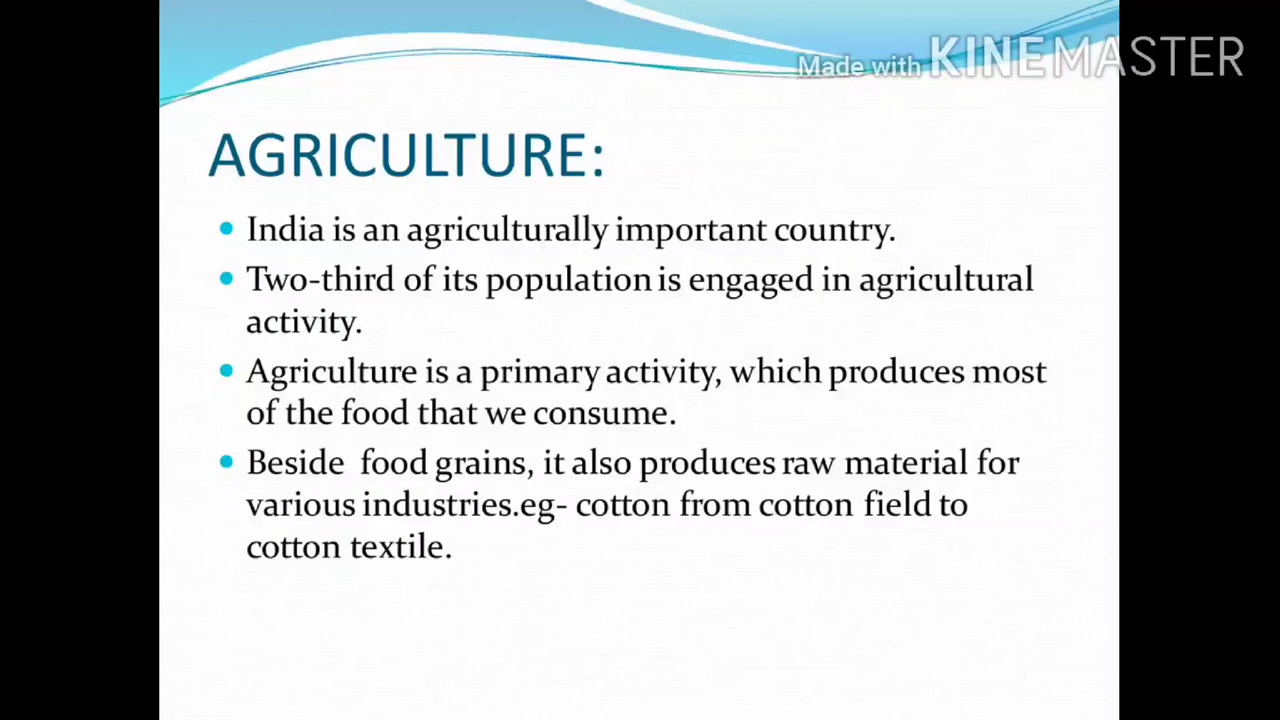 Made with KINEMASTER
AGRICULTURE:
• India is an agriculturally important country.
• Two-third of its population is engaged in agricultural
activity.
• Agriculture is a primary activity, which produces most
of the food that we consume.
• Beside food grains, it also produces raw material for
various industries.eg- cotton from cotton field to
cotton textile.